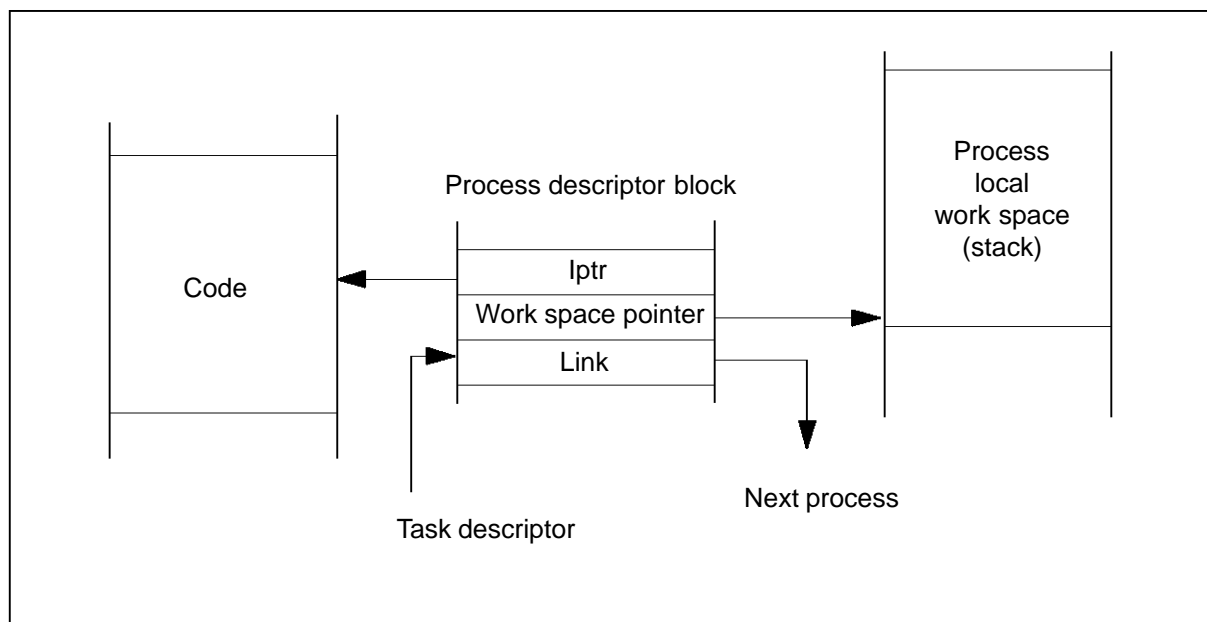 Process
local
work space
(stack)
Process descriptor block
Iptr
Code
Work space pointer
Link
Next process
Task descriptor